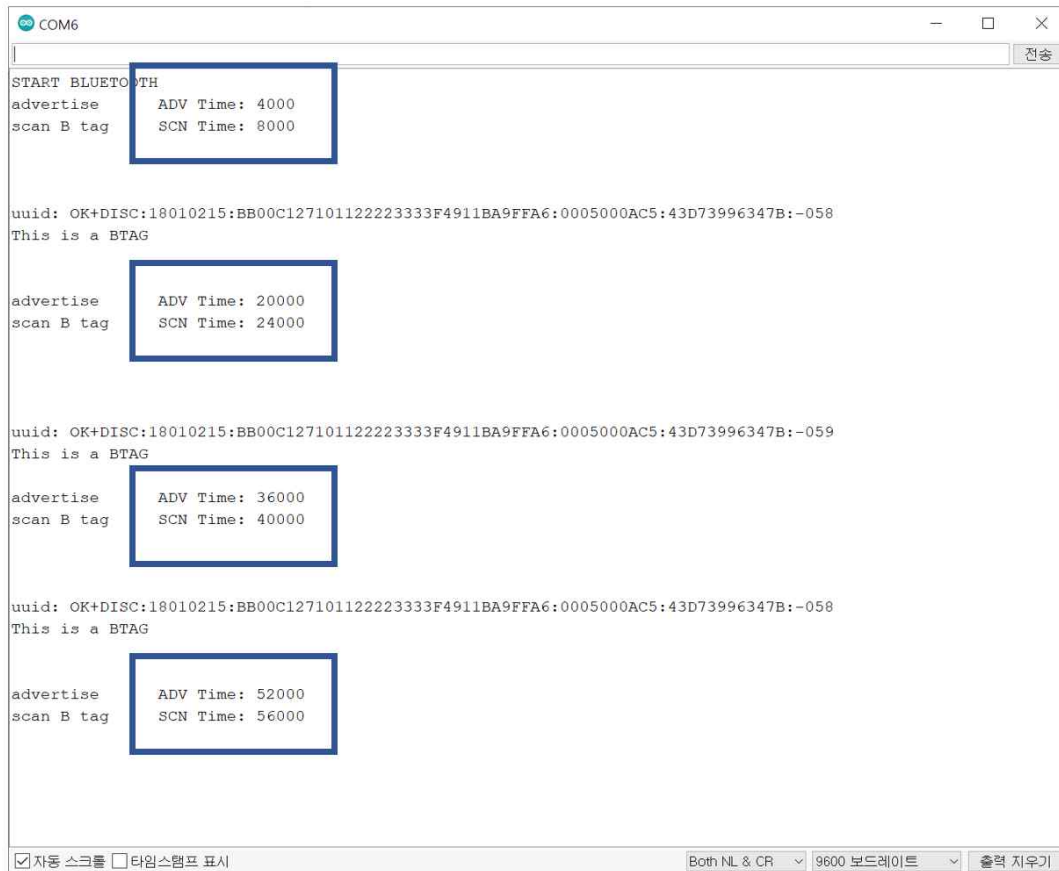 COM6
전송
START BLUETOOTH
advertise ADV Time: 4000
scan B tag SCN Time: 8000
uuid: OK+DISC:18010215:BB00C127101122223333F4911BA9FFA6:0005000AC5:43D73996347B:-058
This is a BTAG
advertise ADV Time: 20000
scan B tag SCN Time: 24000
uuid: OK+DISC:18010215:BB00C127101122223333F4911BA9FFA6:0005000AC5:43D73996347B:-059
This is a BTAG
advertise ADV Time: 36000
scan B tag SCN Time: 40000
uuid: OK+DISC:18010215:BB00C127101122223333F4911BA9FFA6:0005000AC5:43D73996347B:-058
This is a BTAG
advertise ADV Time: 52000
scan B tag SCN Time: 56000
자동 스크롤 타임스탬프 표시 Both NL & CR 9600 보드레이트 출력 지우기